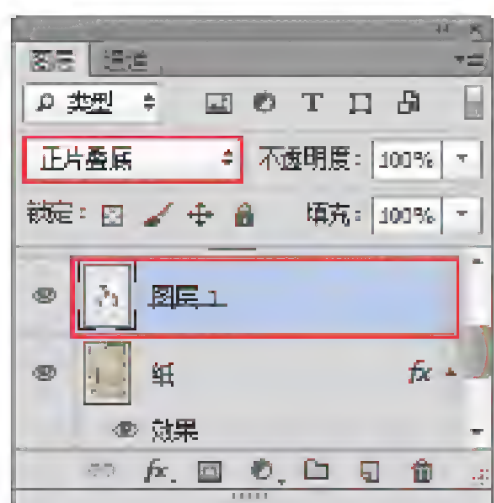 图层 通道
类型 T
正片叠底 不透明度: 100%
锁定: 填充: 100%
图层 1
纸 fx
效果
fx.